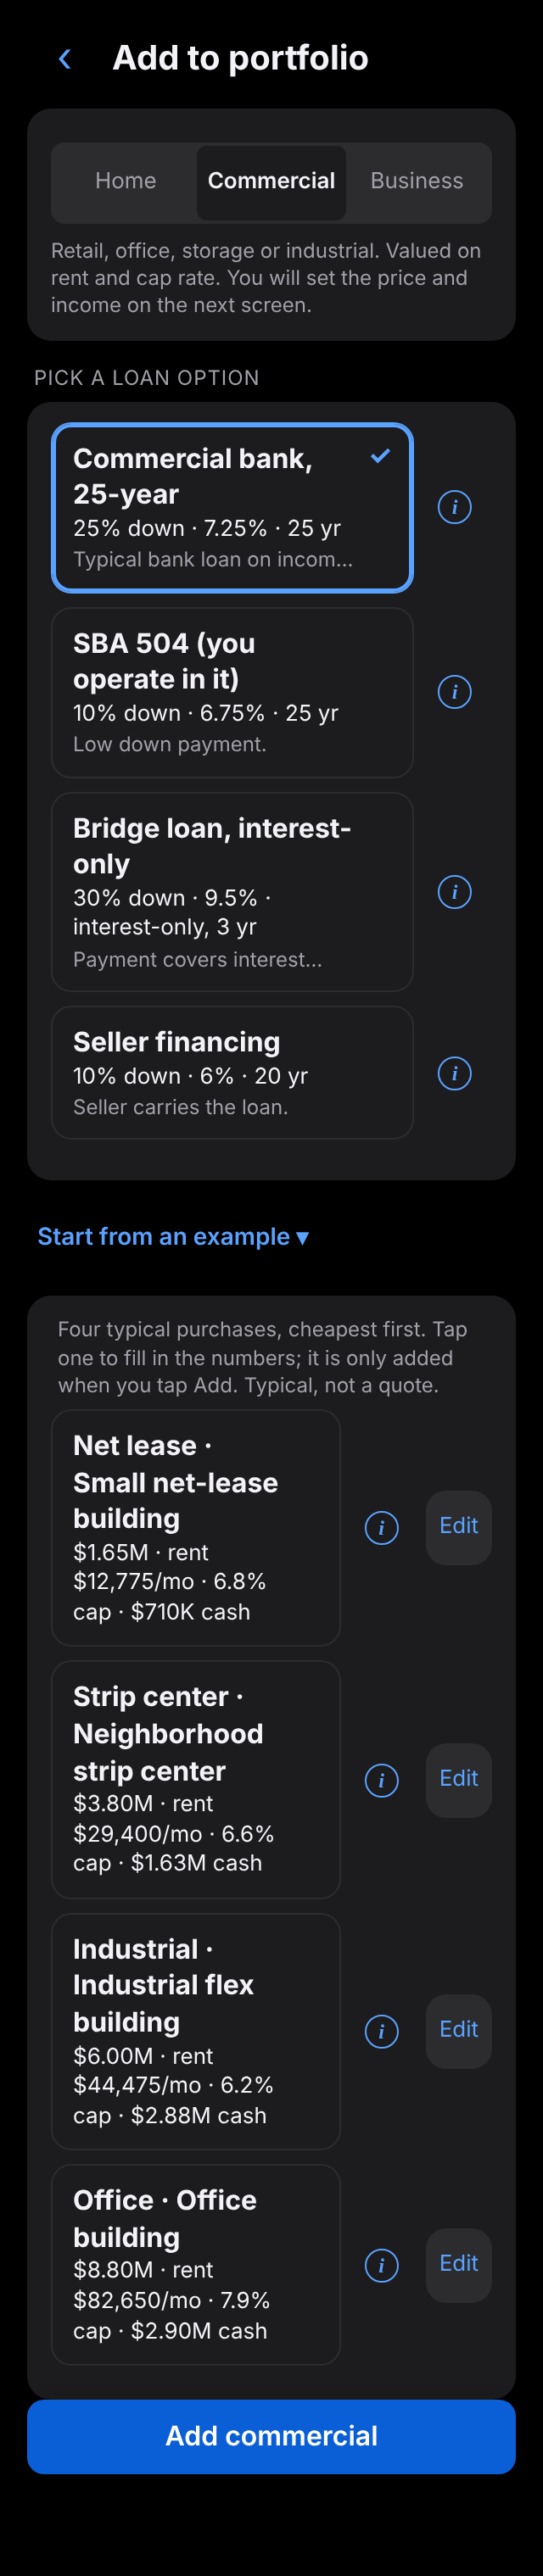 ‹ Add to portfolio
Home Commercial Business
Retail, office, storage or industrial. Valued on
rent and cap rate. You will set the price and
income on the next screen.
PICK A LOAN OPTION
Commercial bank, ✓
25-year
25% down · 7.25% · 25 yr
Typical bank loan on incom...
i
SBA 504 (you
operate in it)
10% down · 6.75% · 25 yr
Low down payment.
i
Bridge loan, interest-
only
30% down · 9.5% ·
interest-only, 3 yr
Payment covers interest...
i
Seller financing
10% down · 6% · 20 yr
Seller carries the loan.
i
Start from an example ▾
Four typical purchases, cheapest first. Tap
one to fill in the numbers; it is only added
when you tap Add. Typical, not a quote.
Net lease ·
Small net-lease
building
$1.65M · rent
$12,775/mo · 6.8%
cap · $710K cash
i Edit
Strip center ·
Neighborhood
strip center
$3.80M · rent
$29,400/mo · 6.6%
cap · $1.63M cash
i Edit
Industrial ·
Industrial flex
building
$6.00M · rent
$44,475/mo · 6.2%
cap · $2.88M cash
i Edit
Office · Office
building
$8.80M · rent
$82,650/mo · 7.9%
cap · $2.90M cash
i Edit
Add commercial